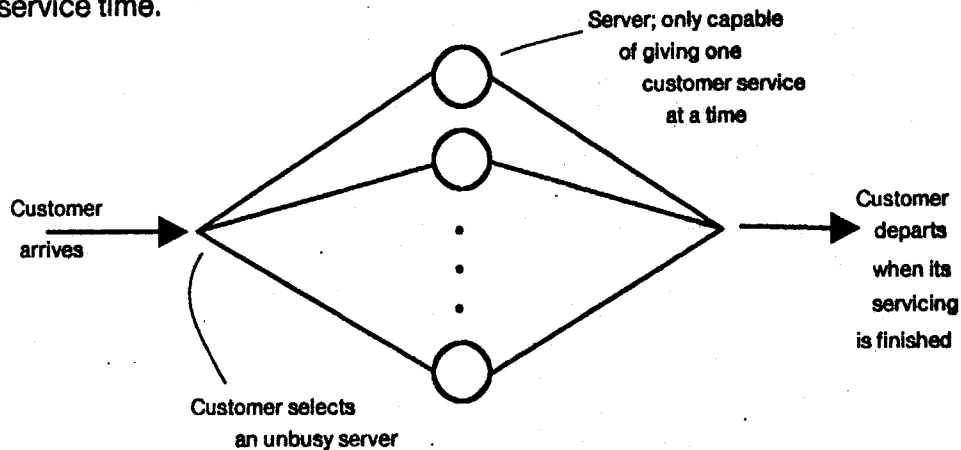 service time.
Server; only capable
of giving one
customer service
at a time
Customer
arrives
Customer
departs
when its
servicing
is finished
Customer selects
an unbusy server